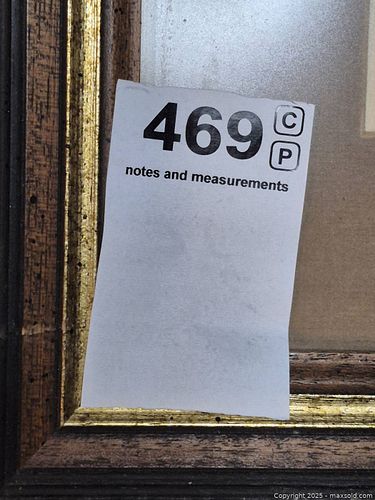 469 C
P
notes and measurements
Copyright 2025 - maxsold.com